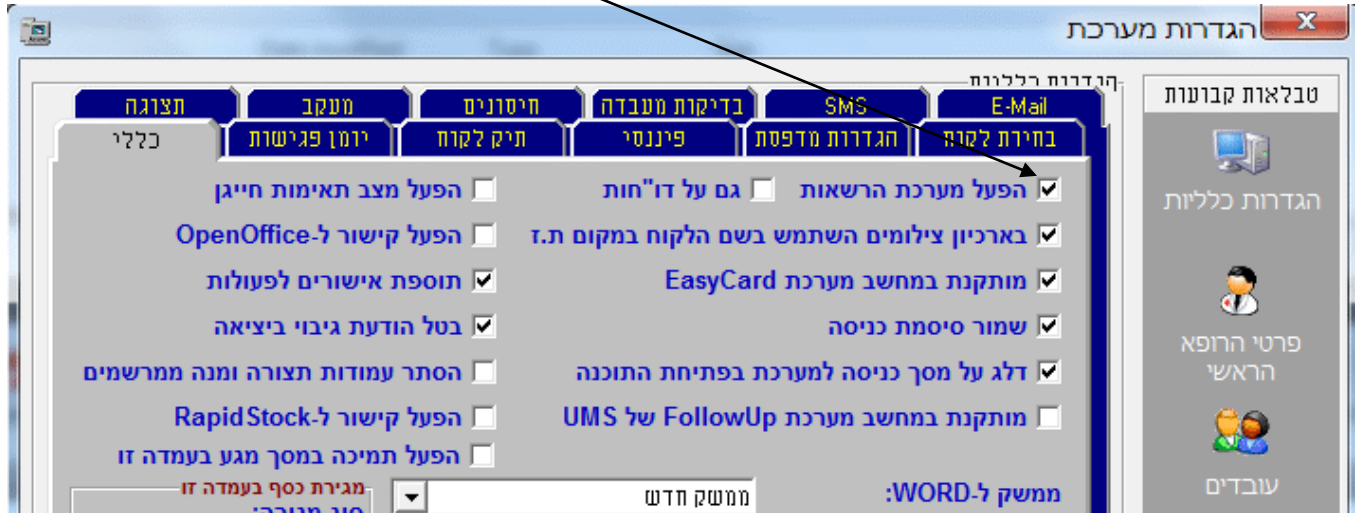 הגדרות מערכת
טבלאות קבועות
הגדרות כלליות
פרטי הרופא
הראשי
עובדים
הגדרות כלליות
E-Mail SMS בדיקות מעבדה חיסונים מעקב תצוגה
בחירת לקוח הגדרות מדפסת פיננסי תיק לקוח יומן פגישות כללי
הפעל מערכת הרשאות גם על דו"חות הפעל מצב תאימות חייגן
בארכיון צילומים השתמש בשם הלקוח במקום ת.ז הפעל קישור ל-OpenOffice
מותקנת במחשב מערכת EasyCard תוספת אישורים לפעולות
שמור סיסמת כניסה בטל הודעת גיבוי ביציאה
דלג על מסך כניסה למערכת בפתיחת התוכנה הסתר עמודות תצורה ומנה ממרשמים
מותקנת במחשב מערכת FollowUp של UMS הפעל קישור ל-RapidStock
הפעל תמיכה במסך מגע בעמדה זו
ממשק ל-WORD: ממשק חדש
מגירת כסף בעמדה זו